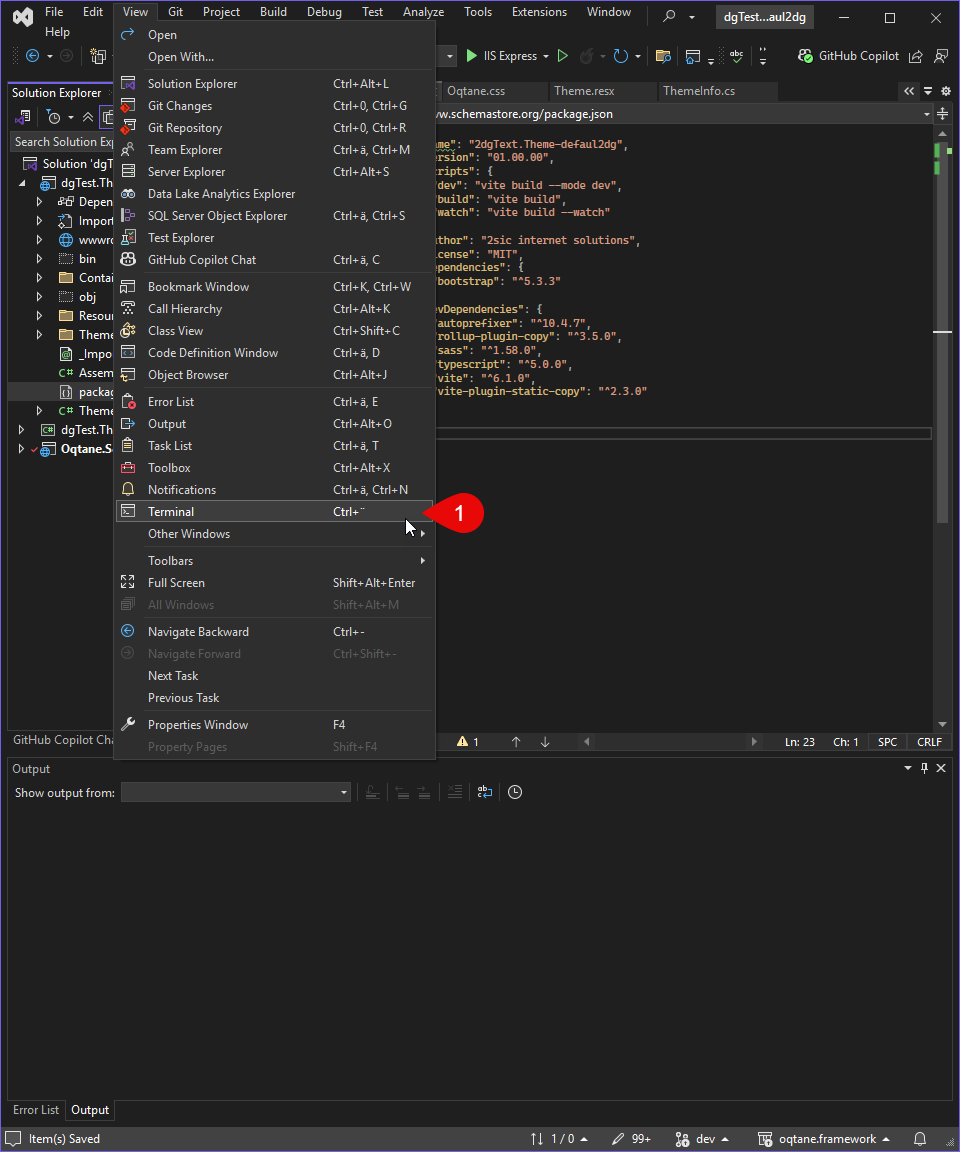 File Edit View Git Project Build Debug Test Analyze Tools Extensions Window dgTest...aul2dg
Help
IIS Express GitHub Copilot
Solution Explorer
Search Solution Ex
Solution 'dgT
dgTest.Th
Depen
Import
wwwro
bin
Contai
obj
Resour
Theme
_Impo
C# Assem
packag
C# Theme
dgTest.Th
Oqtane.S
Open
Open With...
Solution Explorer Ctrl+Alt+L
Git Changes Ctrl+0, Ctrl+G
Git Repository Ctrl+0, Ctrl+R
Team Explorer Ctrl+ä, Ctrl+M
Server Explorer Ctrl+Alt+S
Data Lake Analytics Explorer
SQL Server Object Explorer Ctrl+ä, Ctrl+S
Test Explorer
GitHub Copilot Chat Ctrl+ä, C
Bookmark Window Ctrl+K, Ctrl+W
Call Hierarchy Ctrl+Alt+K
Class View Ctrl+Shift+C
Code Definition Window Ctrl+ä, D
Object Browser Ctrl+Alt+J
Error List Ctrl+ä, E
Output Ctrl+Alt+O
Task List Ctrl+ä, T
Toolbox Ctrl+Alt+X
Notifications Ctrl+ä, Ctrl+N
Terminal Ctrl+¨
1
Other Windows
Toolbars
Full Screen Shift+Alt+Enter
All Windows Shift+Alt+M
Navigate Backward Ctrl+-
Navigate Forward Ctrl+Shift+-
Next Task
Previous Task
Properties Window F4
Property Pages Shift+F4
Oqtane.css Theme.resx ThemeInfo.cs
w.schemastore.org/package.json
me": "2dgText.Theme-defaul2dg",
ersion": "01.00.00",
ripts": {
dev": "vite build --mode dev",
build": "vite build",
watch": "vite build --watch"
thor": "2sic internet solutions",
icense": "MIT",
pendencies": {
bootstrap": "^5.3.3"
evDependencies": {
autoprefixer": "^10.4.7",
rollup-plugin-copy": "^3.5.0",
sass": "^1.58.0",
typescript": "^5.0.0",
vite": "^6.1.0",
vite-plugin-static-copy": "^2.3.0"
GitHub Copilot Cha
1 Ln: 23 Ch: 1 SPC CRLF
Output
Show output from:
Error List Output
Item(s) Saved 1 / 0 99+ dev oqtane.framework